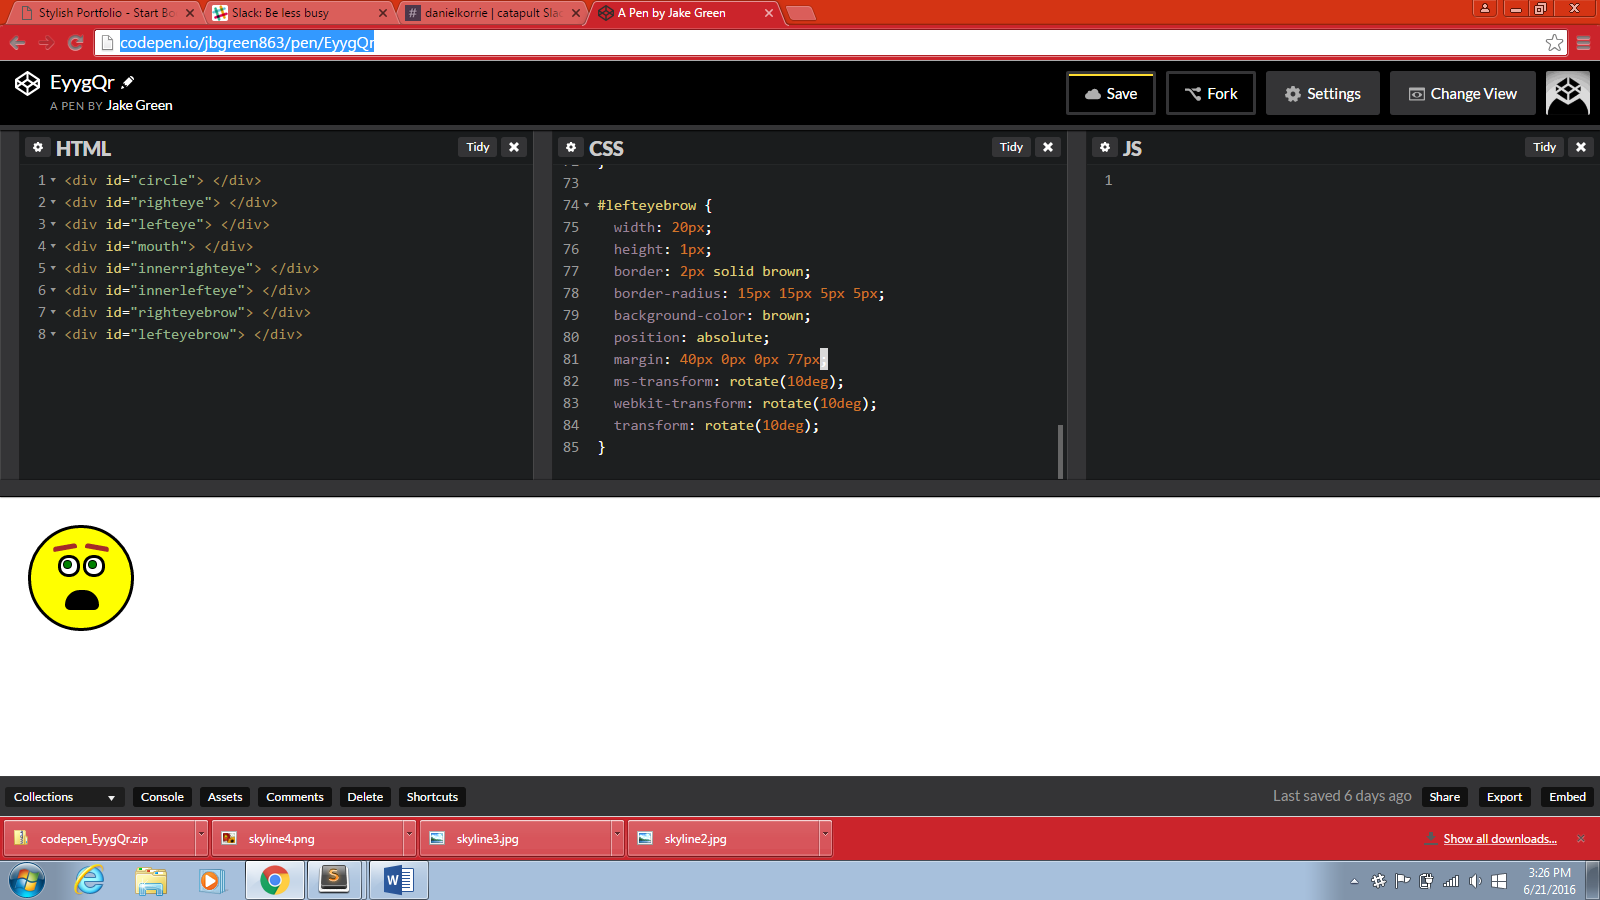 Stylish Portfolio - Start Bo
Slack: Be less busy
# danielkorrie | catapult Slac
A Pen by Jake Green
codepen.io/jbgreen863/pen/EyygQr
EyygQr
A PEN BY Jake Green
Save
Fork
Settings
Change View
HTML
Tidy
1 <div id="circle"> </div>
2 <div id="righteye"> </div>
3 <div id="lefteye"> </div>
4 <div id="mouth"> </div>
5 <div id="innerrighteye"> </div>
6 <div id="innerlefteye"> </div>
7 <div id="righteyebrow"> </div>
8 <div id="lefteyebrow"> </div>
CSS
Tidy
73
74 #lefteyebrow {
75 width: 20px;
76 height: 1px;
77 border: 2px solid brown;
78 border-radius: 15px 15px 5px 5px;
79 background-color: brown;
80 position: absolute;
81 margin: 40px 0px 0px 77px;
82 ms-transform: rotate(10deg);
83 webkit-transform: rotate(10deg);
84 transform: rotate(10deg);
85 }
JS
Tidy
1
Collections
Console
Assets
Comments
Delete
Shortcuts
Last saved 6 days ago
Share
Export
Embed
codepen_EyygQr.zip
skyline4.png
skyline3.jpg
skyline2.jpg
Show all downloads...
3:26 PM
6/21/2016